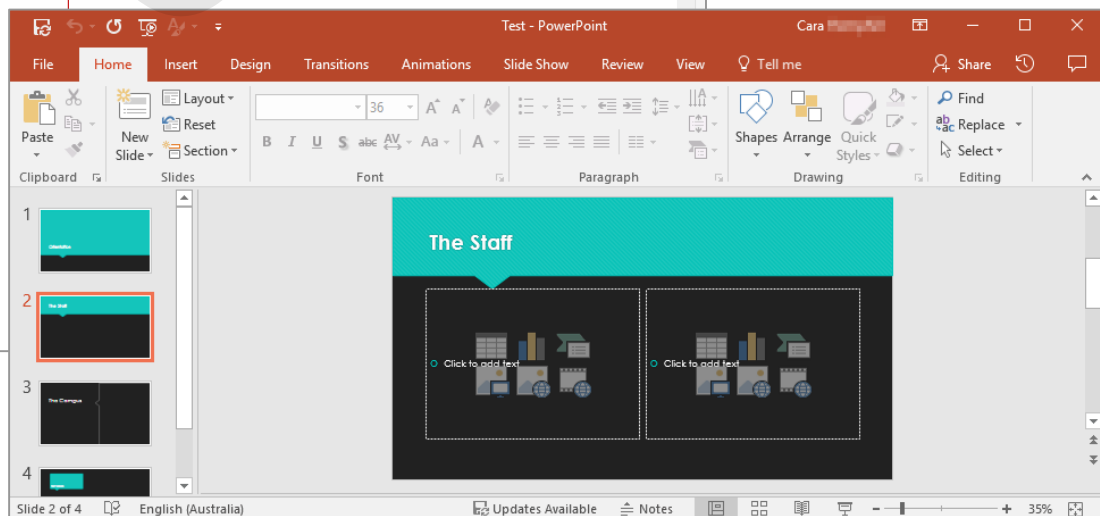 Test - PowerPoint
Cara
File Home Insert Design Transitions Animations Slide Show Review View Tell me Share
Paste
New Slide
Layout
Reset
Section
36
B I U S abc AV Aa A
Shapes Arrange Quick Styles
Find
Replace
Select
Clipboard Slides Font Paragraph Drawing Editing
1
Orientation
2
The Staff
3
The Campus
4
The Staff
Click to add text
Click to add text
Slide 2 of 4 English (Australia) Updates Available Notes 35%